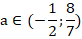 a ∈ (-1/2; 8/7)